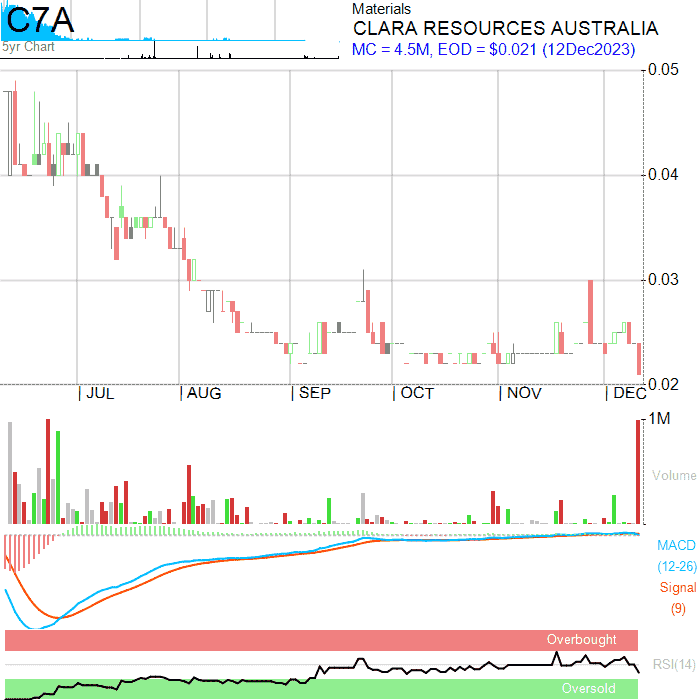 C7A
5yr Chart
Materials
CLARA RESOURCES AUSTRALIA
MC = 4.5M, EOD = $0.021 (12Dec2023)
0.05
0.04
0.03
0.02
JUL AUG SEP OCT NOV DEC
1M
Volume
MACD
(12-26)
Signal
(9)
Overbought
RSI(14)
Oversold